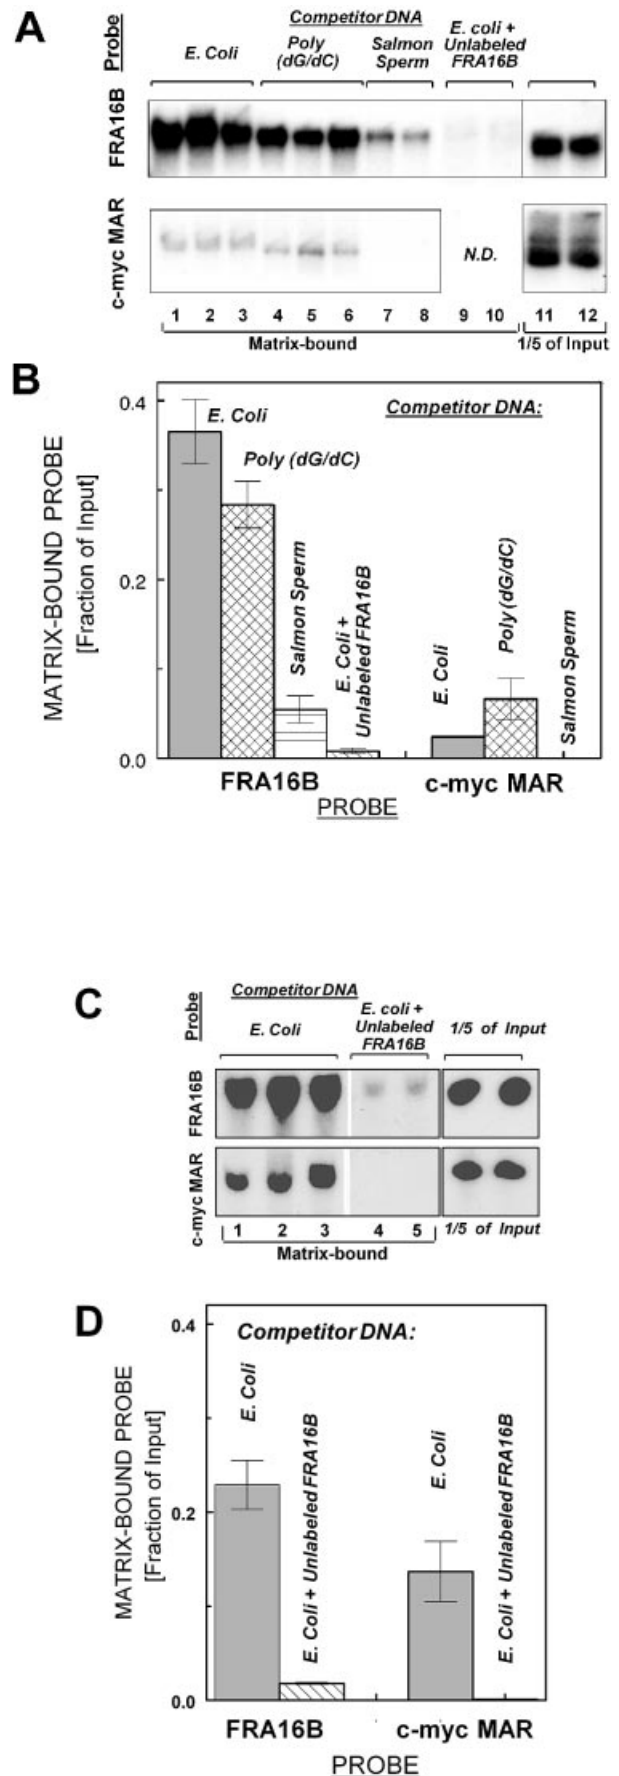 A
Probe
Competitor DNA
E. Coli
Poly
(dG/dC)
Salmon
Sperm
E. coli +
Unlabeled
FRA16B
FRA16B
c-myc MAR
N.D.
1 2 3 4 5 6 7 8 9 10 11 12
Matrix-bound
1/5 of Input
B
MATRIX-BOUND PROBE
[Fraction of Input]
0.4
0.2
0.0
Competitor DNA:
E. Coli
Poly (dG/dC)
Salmon Sperm
E. Coli +
Unlabeled FRA16B
E. Coli
Poly (dG/dC)
Salmon Sperm
FRA16B
c-myc MAR
PROBE
C
Probe
Competitor DNA
E. Coli
E. coli +
Unlabeled
FRA16B
1/5 of Input
FRA16B
c-myc MAR
1 2 3 4 5
1/5 of Input
Matrix-bound
D
MATRIX-BOUND PROBE
[Fraction of Input]
0.4
0.2
0.0
Competitor DNA:
E. Coli
E. Coli + Unlabeled FRA16B
E. Coli
E. Coli + Unlabeled FRA16B
FRA16B
c-myc MAR
PROBE